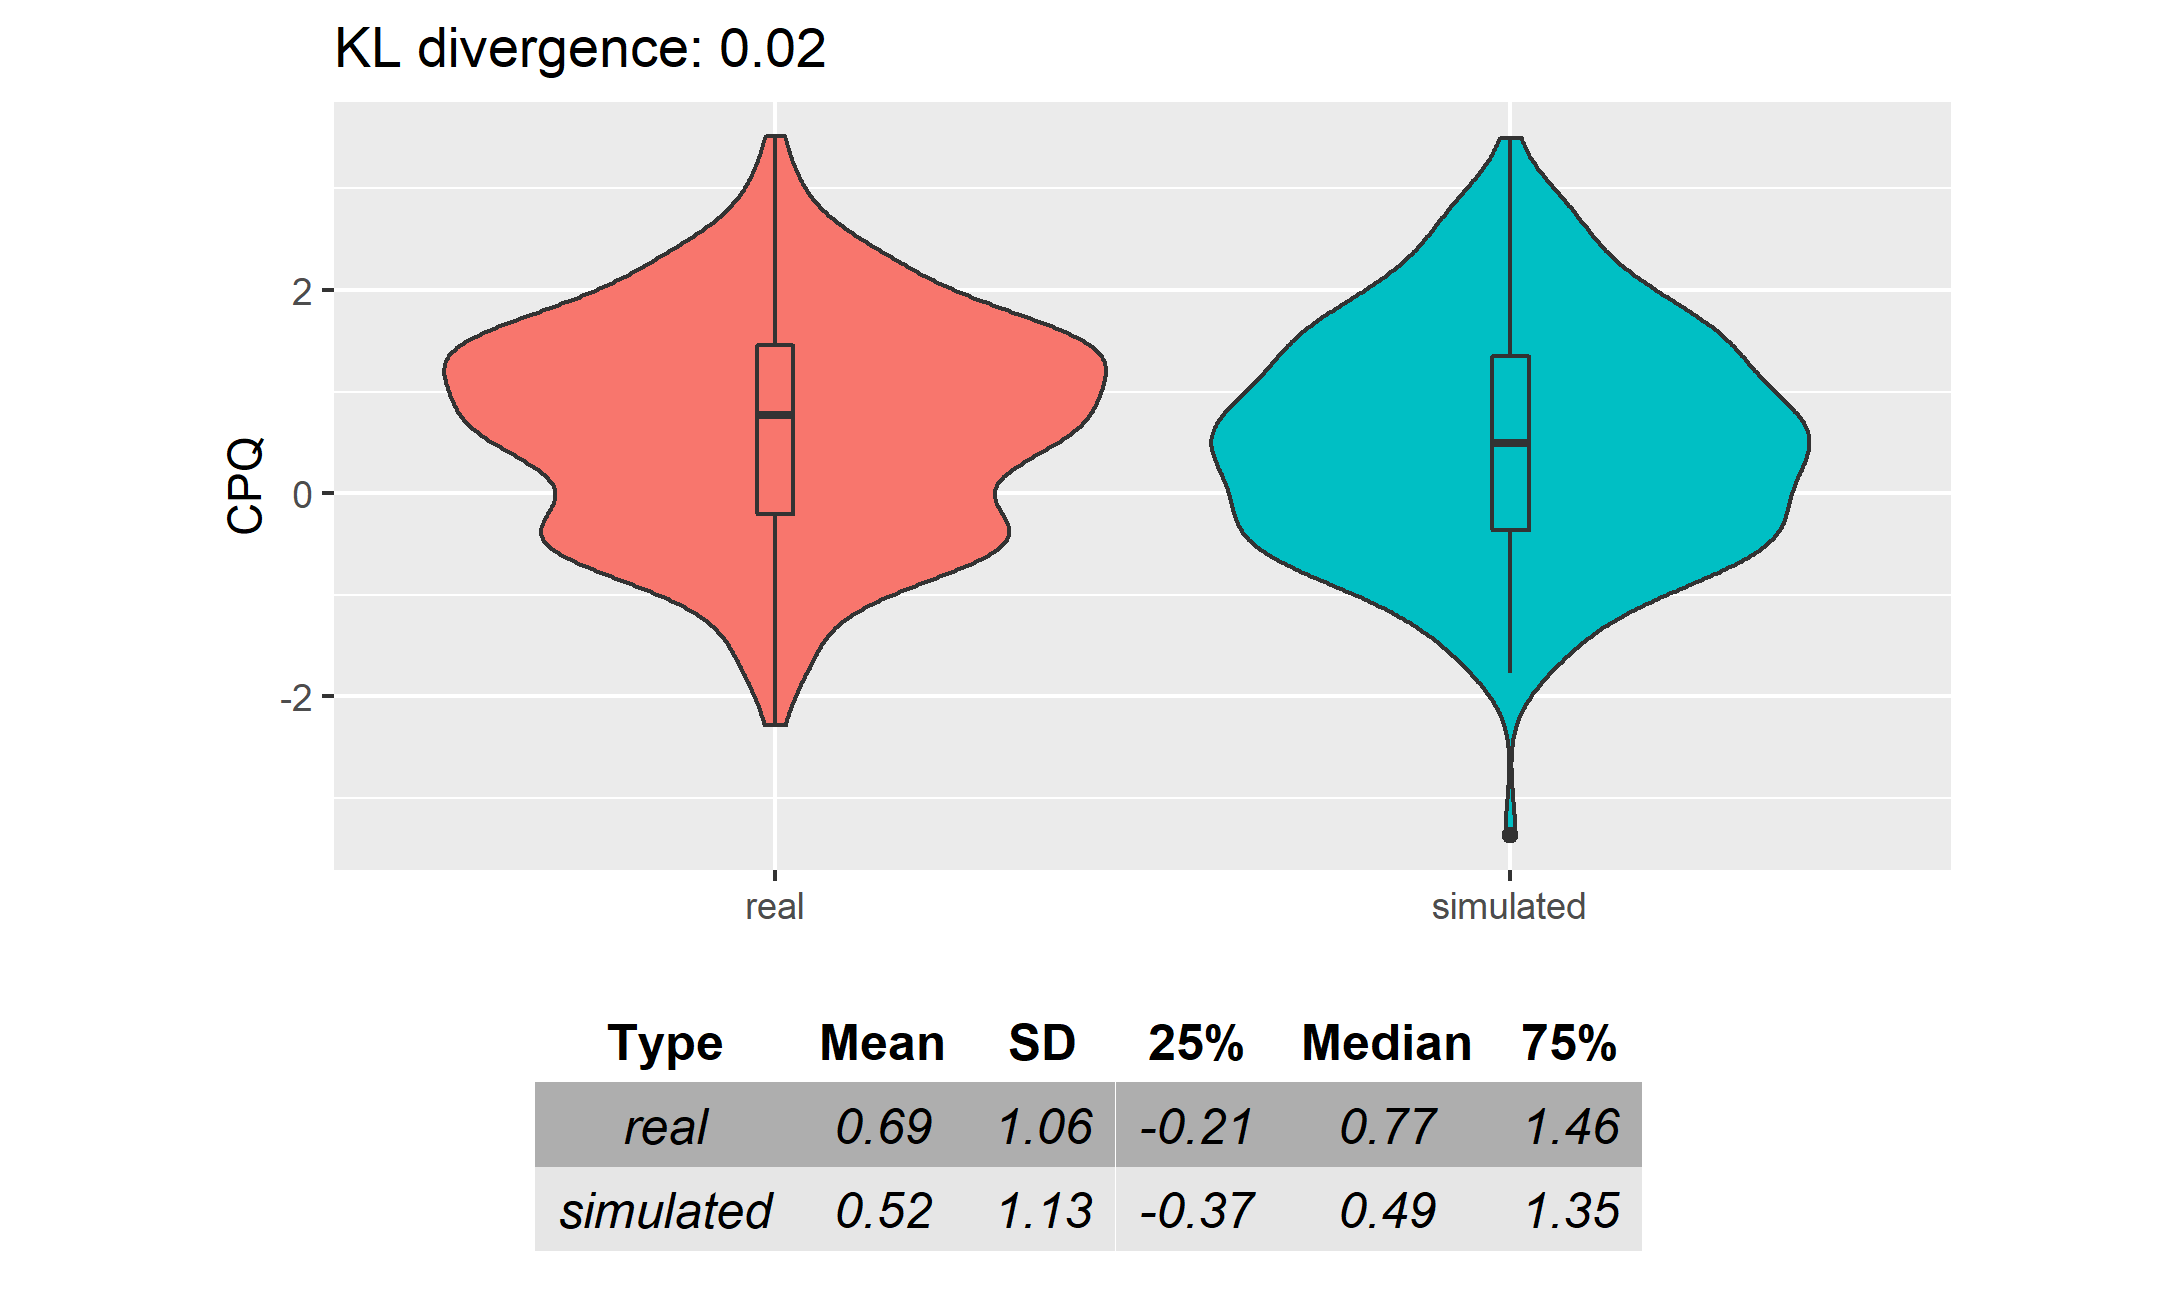 KL divergence: 0.02
2
0
-2
CPQ
real simulated
Type Mean SD 25% Median 75%
real 0.69 1.06 -0.21 0.77 1.46
simulated 0.52 1.13 -0.37 0.49 1.35